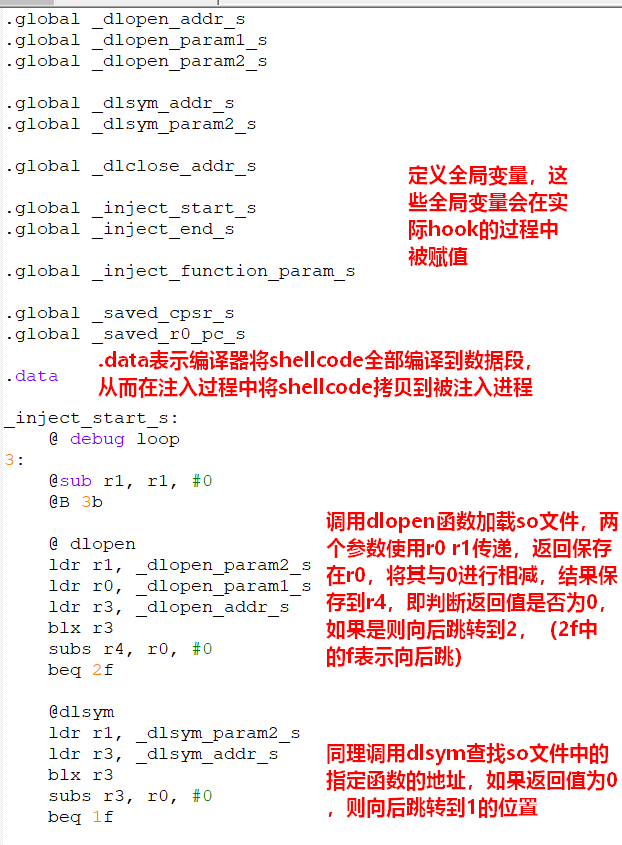 .global _dlopen_addr_s
.global _dlopen_param1_s
.global _dlopen_param2_s
.global _dlsym_addr_s
.global _dlsym_param2_s
.global _dlclose_addr_s
.global _inject_start_s
.global _inject_end_s
.global _inject_function_param_s
.global _saved_cpsr_s
.global _saved_r0_pc_s
定义全局变量，这
些全局变量会在实
际hook的过程中
被赋值
.data
.data表示编译器将shellcode全部编译到数据段，
从而在注入过程中将shellcode拷贝到被注入进程
_inject_start_s:
@ debug loop
3:
@sub r1, r1, #0
@B 3b
@ dlopen
ldr r1, _dlopen_param2_s
ldr r0, _dlopen_param1_s
ldr r3, _dlopen_addr_s
blx r3
subs r4, r0, #0
beq 2f
调用dlopen函数加载so文件，两
个参数使用r0 r1传递，返回保存
在r0，将其与0进行相减，结果保
存到r4，即判断返回值是否为0，
如果是则向后跳转到2，（2f中
的f表示向后跳）
@dlsym
ldr r1, _dlsym_param2_s
ldr r3, _dlsym_addr_s
blx r3
subs r3, r0, #0
beq 1f
同理调用dlsym查找so文件中的
指定函数的地址，如果返回值为0
，则向后跳转到1的位置